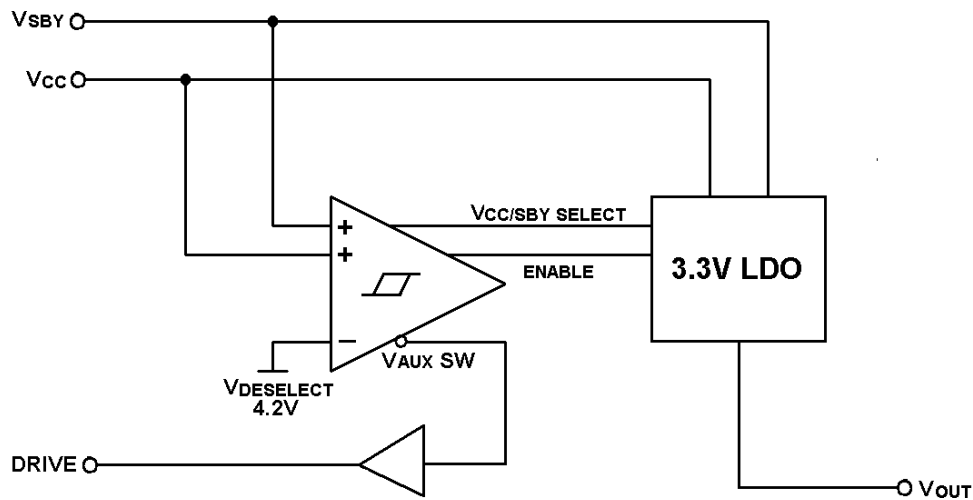 VSBY
VCC
VCC/SBY SELECT
+
+
ENABLE
3.3V LDO
−
VAUX SW
VDESELECT
4.2V
DRIVE
VOUT